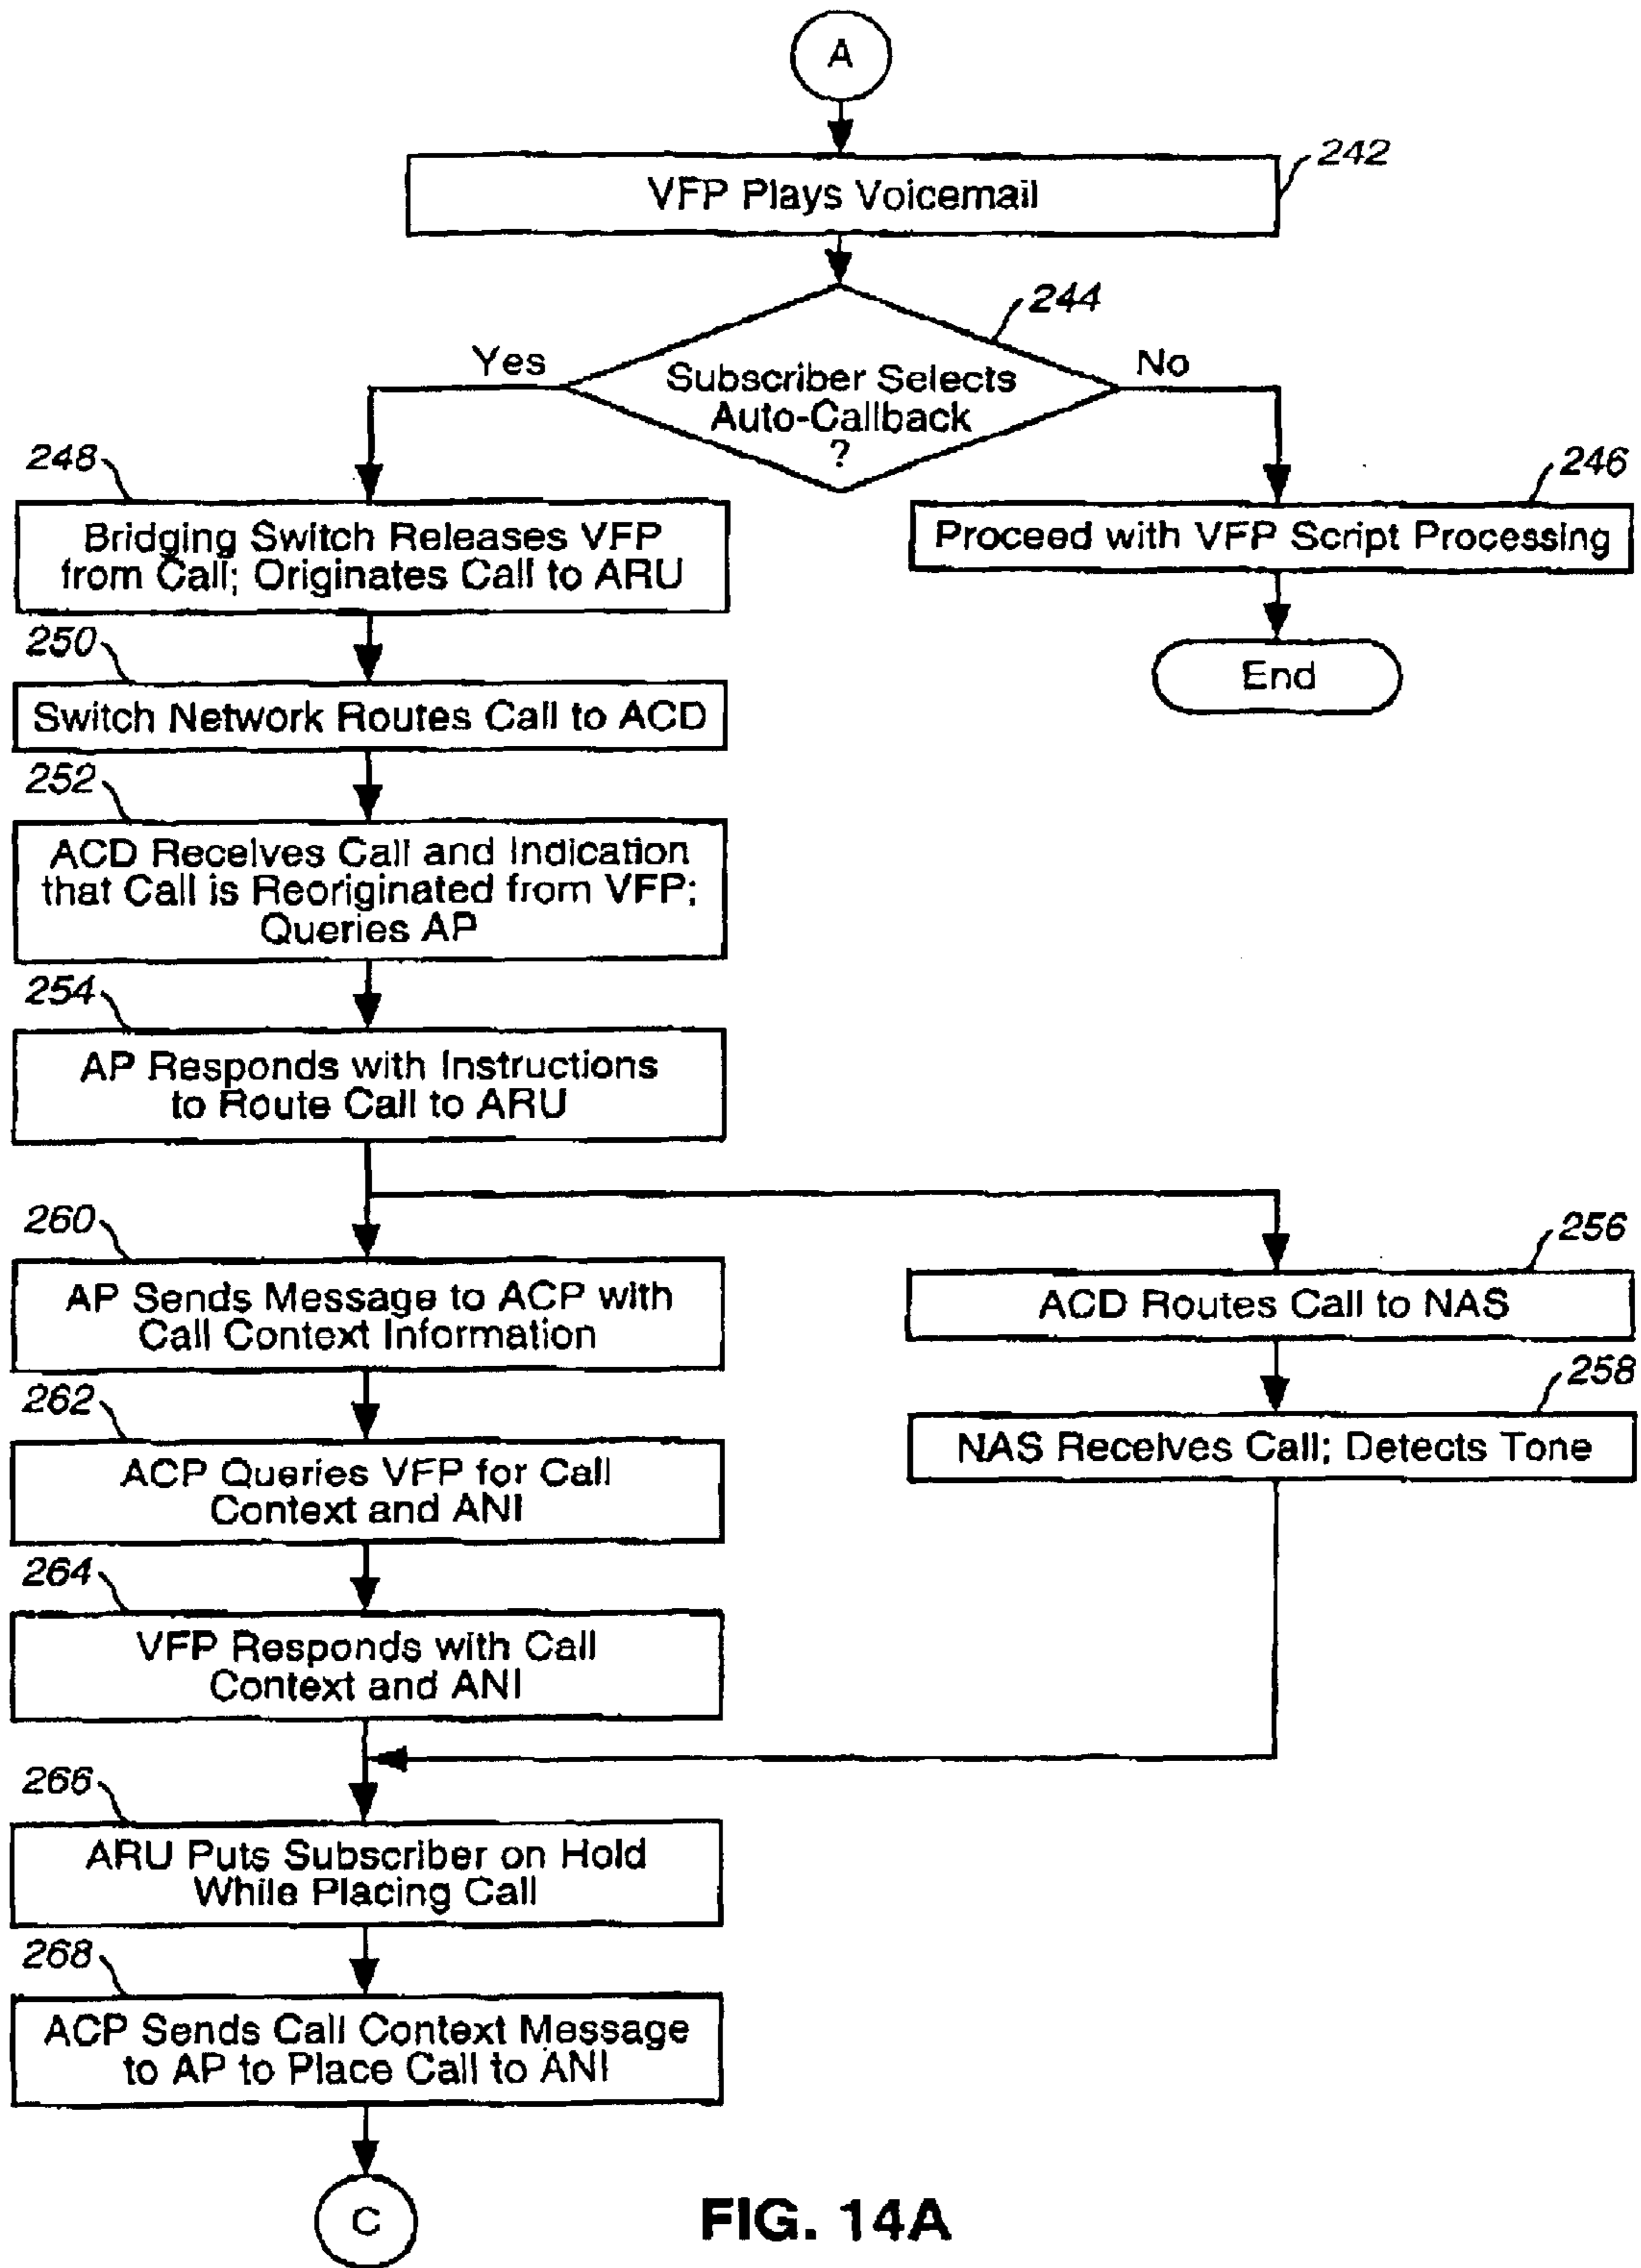 A
242
VFP Plays Voicemail
244
Yes
No
Subscriber Selects
Auto-Callback
?
248
Bridging Switch Releases VFP
from Call; Originates Call to ARU
246
Proceed with VFP Script Processing
End
250
Switch Network Routes Call to ACD
252
ACD Receives Call and Indication
that Call is Reoriginated from VFP;
Queries AP
254
AP Responds with Instructions
to Route Call to ARU
260
AP Sends Message to ACP with
Call Context Information
256
ACD Routes Call to NAS
262
ACP Queries VFP for Call
Context and ANI
258
NAS Receives Call; Detects Tone
264
VFP Responds with Call
Context and ANI
266
ARU Puts Subscriber on Hold
While Placing Call
268
ACP Sends Call Context Message
to AP to Place Call to ANI
C
FIG. 14A